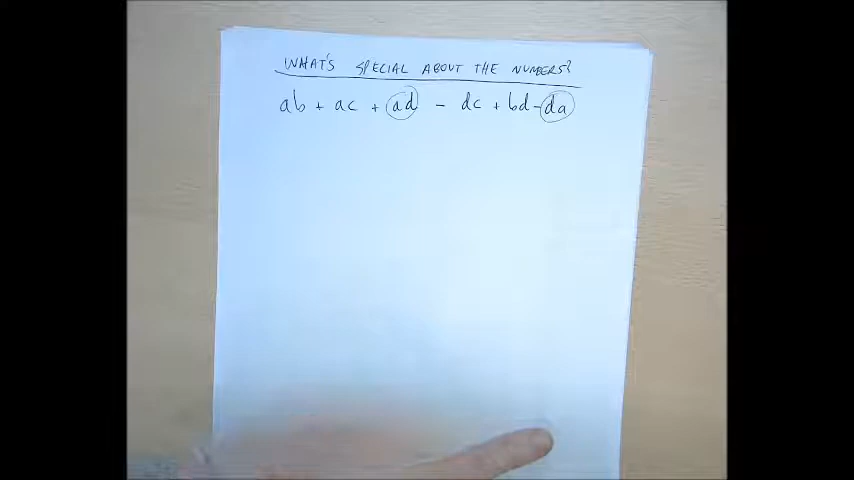 WHAT'S SPECIAL ABOUT THE NUMBERS?
ab + ac + ad - dc + bd - da